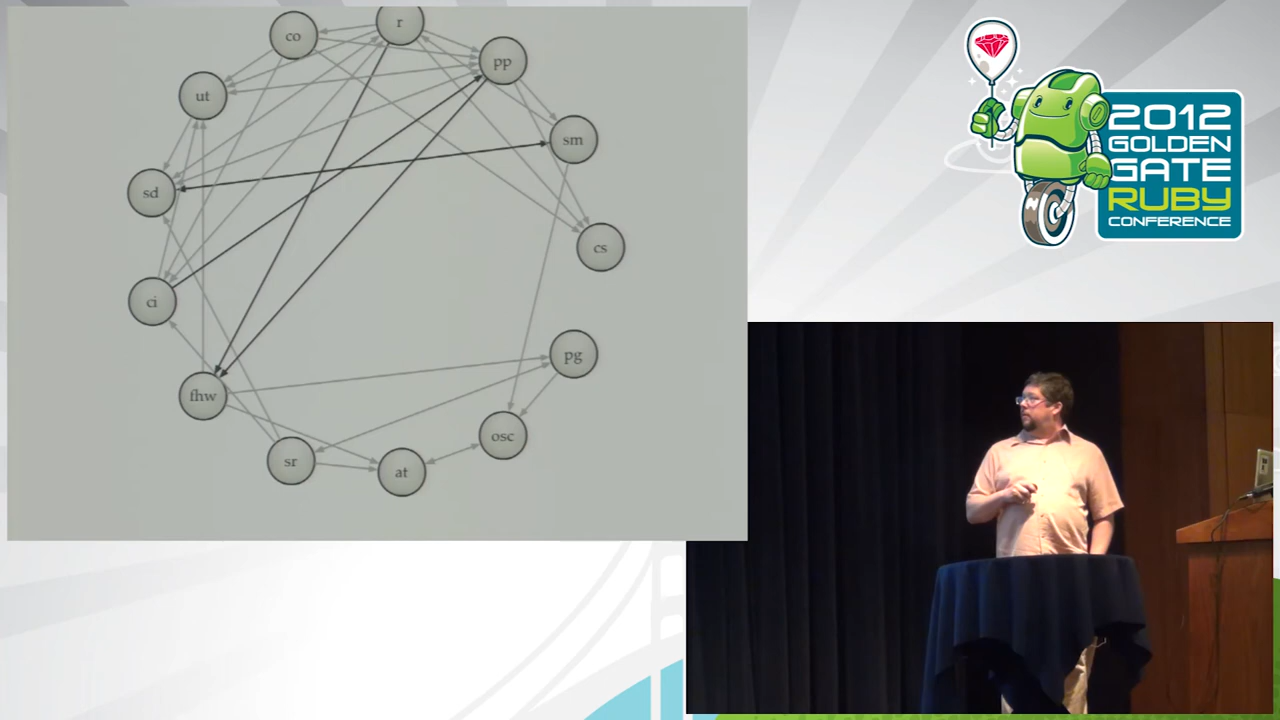 co
r
pp
ut
sm
sd
cs
ci
pg
fhw
osc
sr
at
2012
GOLDEN
GATE
RUBY
CONFERENCE